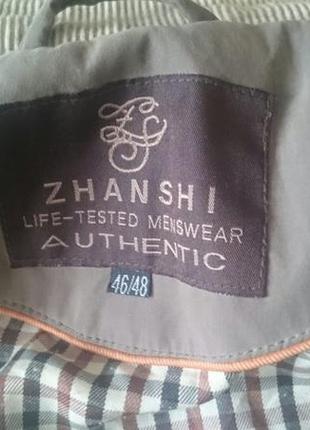 ZHANSHI
LIFE-TESTED MENSWEAR
AUTHENTIC
46/48